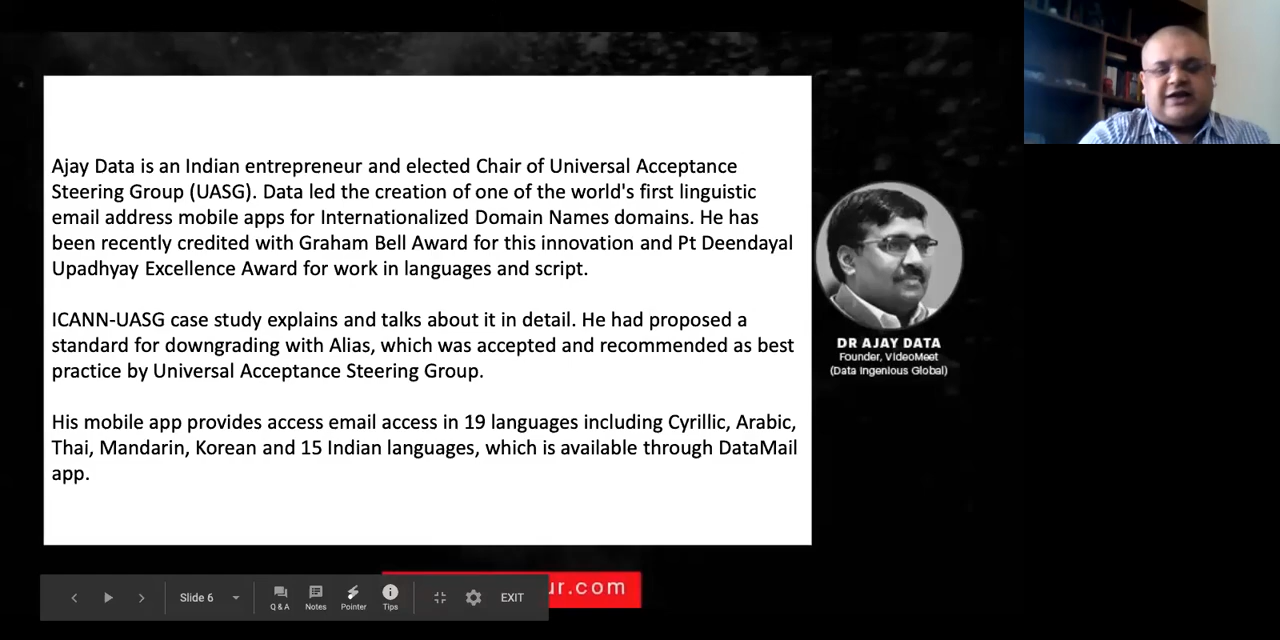 Ajay Data is an Indian entrepreneur and elected Chair of Universal Acceptance
Steering Group (UASG). Data led the creation of one of the world's first linguistic
email address mobile apps for Internationalized Domain Names domains. He has
been recently credited with Graham Bell Award for this innovation and Pt Deendayal
Upadhyay Excellence Award for work in languages and script.
ICANN-UASG case study explains and talks about it in detail. He had proposed a
standard for downgrading with Alias, which was accepted and recommended as best
practice by Universal Acceptance Steering Group.
His mobile app provides access email access in 19 languages including Cyrillic, Arabic,
Thai, Mandarin, Korean and 15 Indian languages, which is available through DataMail
app.
DR AJAY DATA
Founder, VideoMeet
(Data Ingenious Global)
ur.com
Slide 6
Q & A
Notes
Pointer
Tips
EXIT